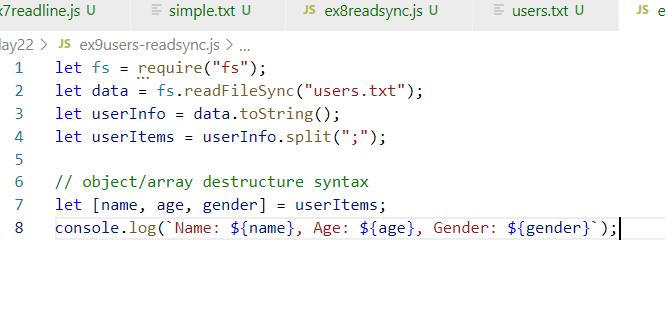 x7readline.js U simple.txt U JS ex8readsync.js U users.txt U JS e
lay22 > JS ex9users-readsync.js > ...
1 let fs = require("fs");
2 let data = fs.readFileSync("users.txt");
3 let userInfo = data.toString();
4 let userItems = userInfo.split(";");
5
6 // object/array destructure syntax
7 let [name, age, gender] = userItems;
8 console.log(`Name: ${name}, Age: ${age}, Gender: ${gender}`);